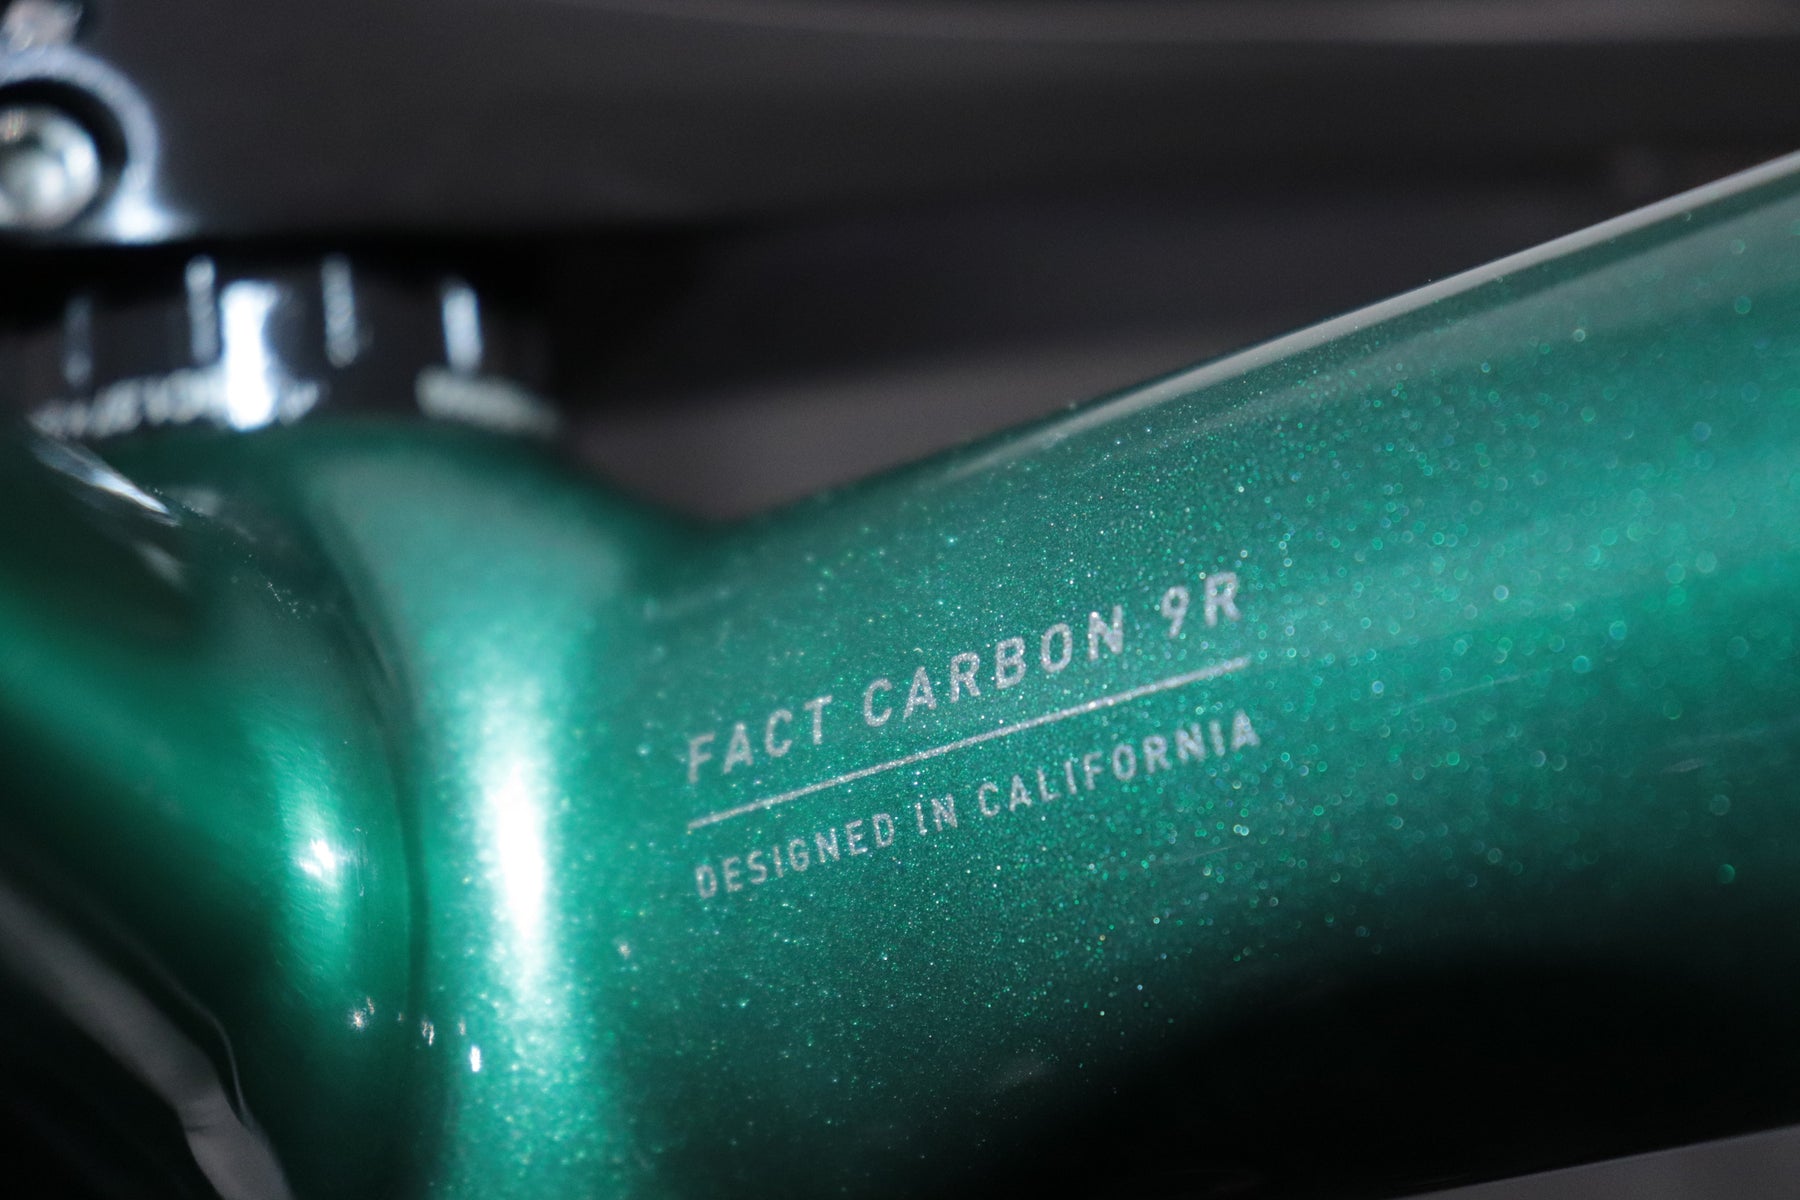 FACT CARBON 9R
DESIGNED IN CALIFORNIA